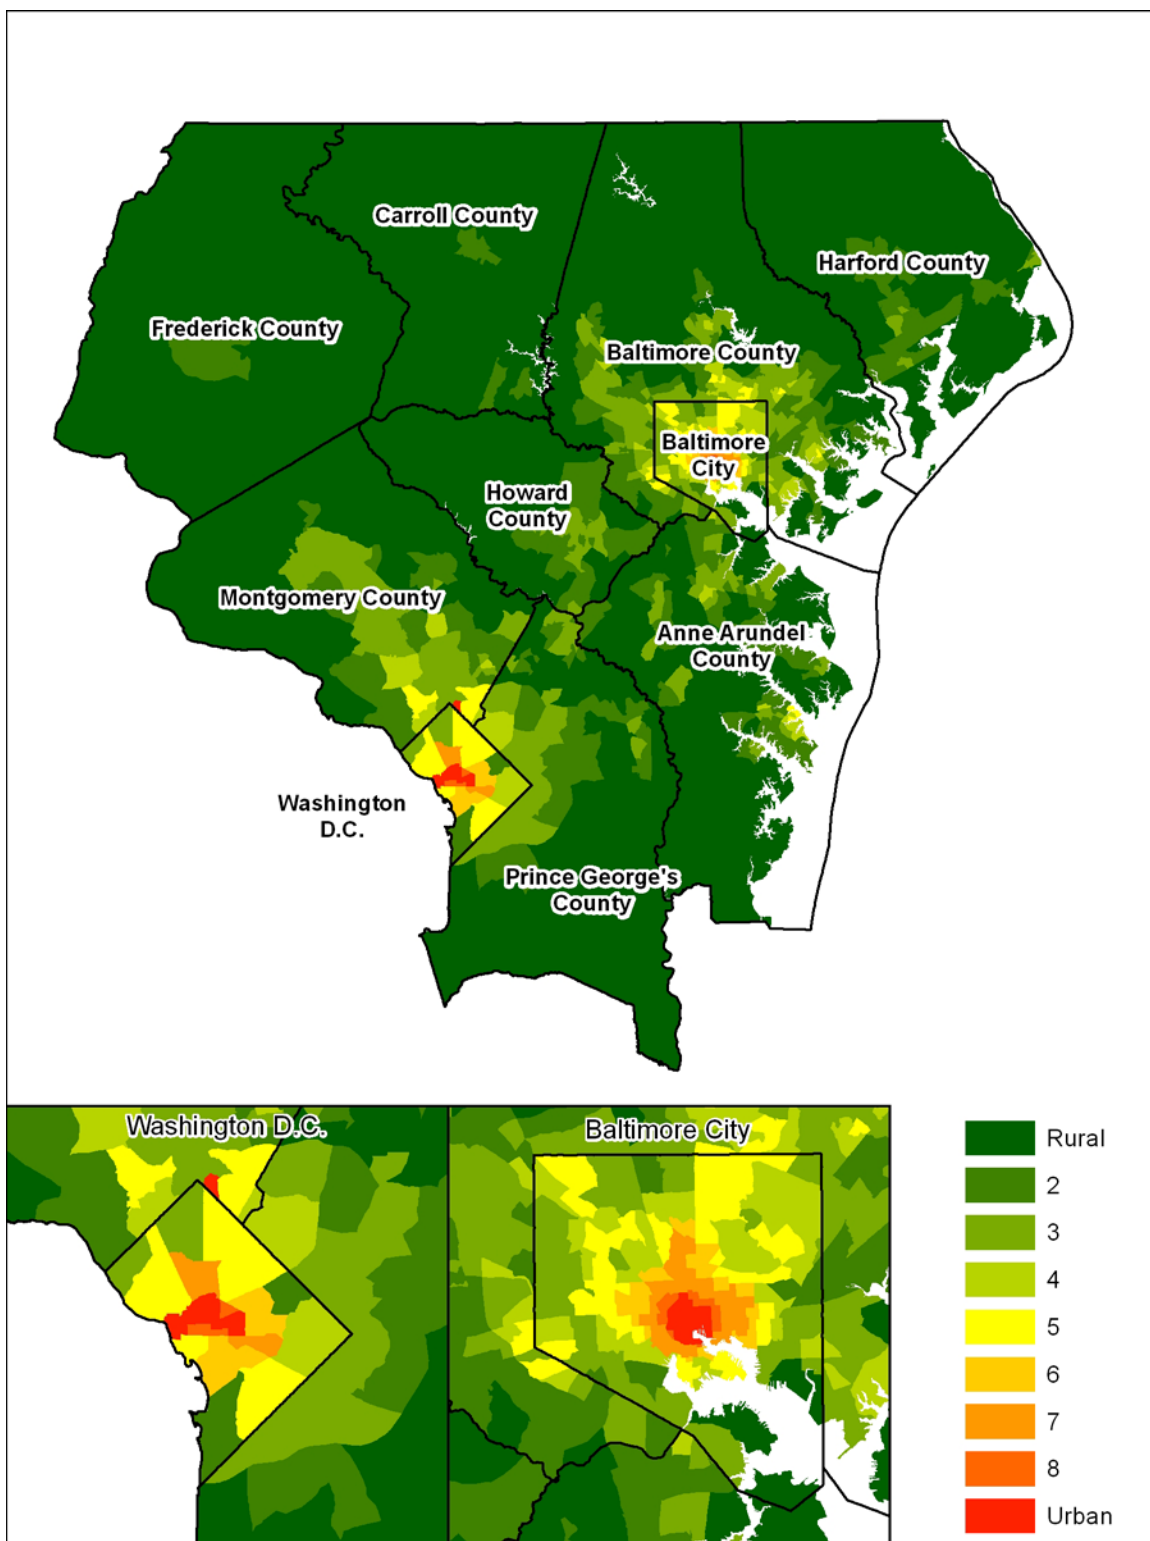 Carroll County
Harford County
Frederick County
Baltimore County
Baltimore
City
Howard
County
Montgomery County
Anne Arundel
County
Washington
D.C.
Prince George's
County
Washington D.C.
Baltimore City
Rural
2
3
4
5
6
7
8
Urban